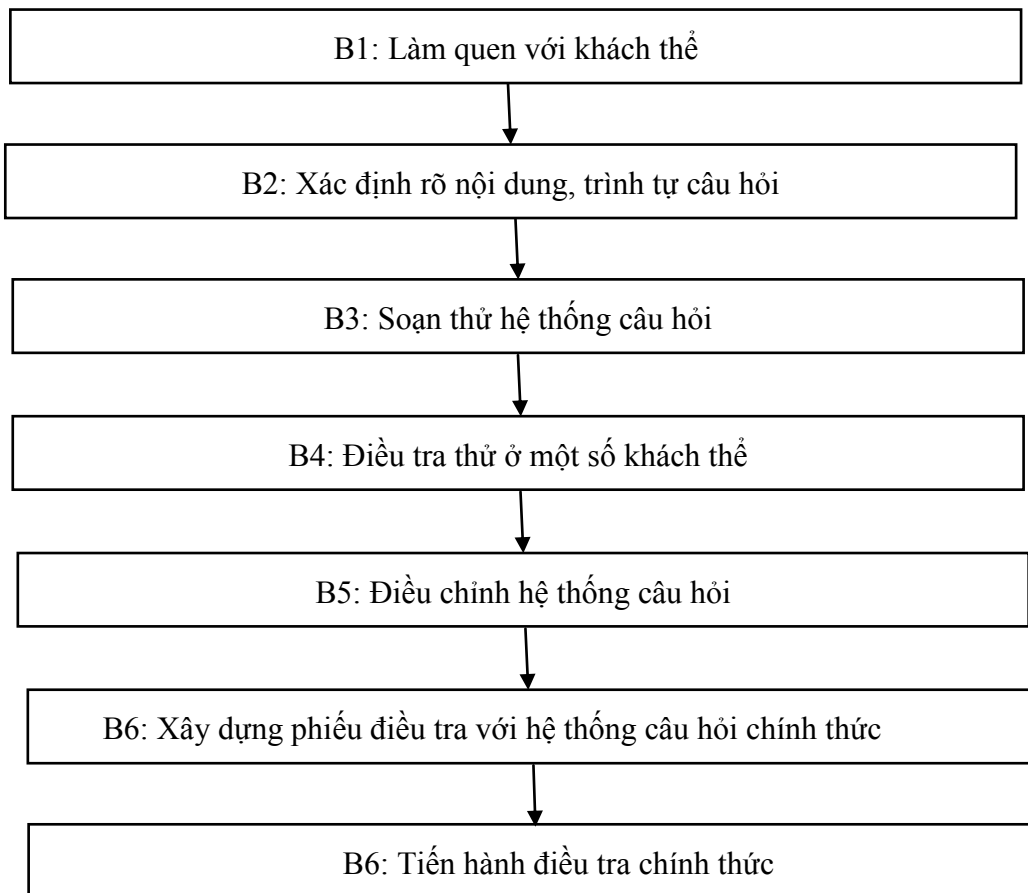 B1: Làm quen với khách thể
B2: Xác định rõ nội dung, trình tự câu hỏi
B3: Soạn thử hệ thống câu hỏi
B4: Điều tra thử ở một số khách thể
B5: Điều chỉnh hệ thống câu hỏi
B6: Xây dựng phiếu điều tra với hệ thống câu hỏi chính thức
B6: Tiến hành điều tra chính thức